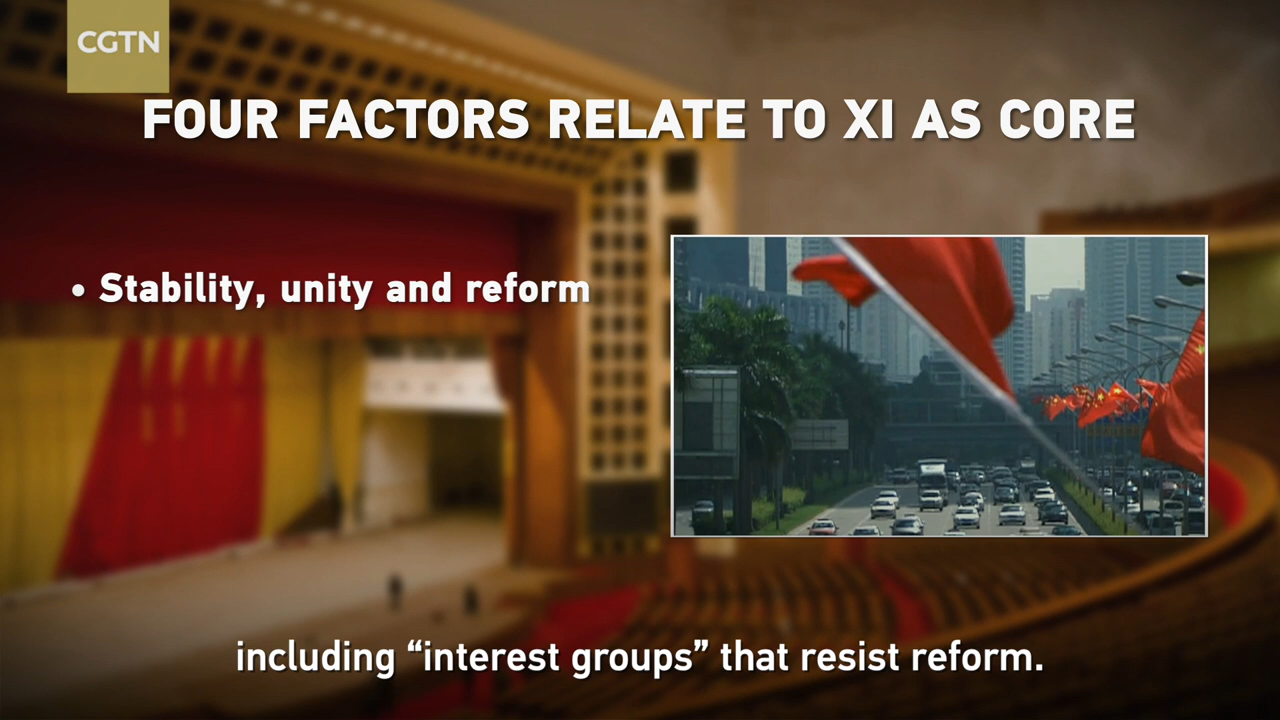 CGTN
FOUR FACTORS RELATE TO XI AS CORE
• Stability, unity and reform
including “interest groups” that resist reform.